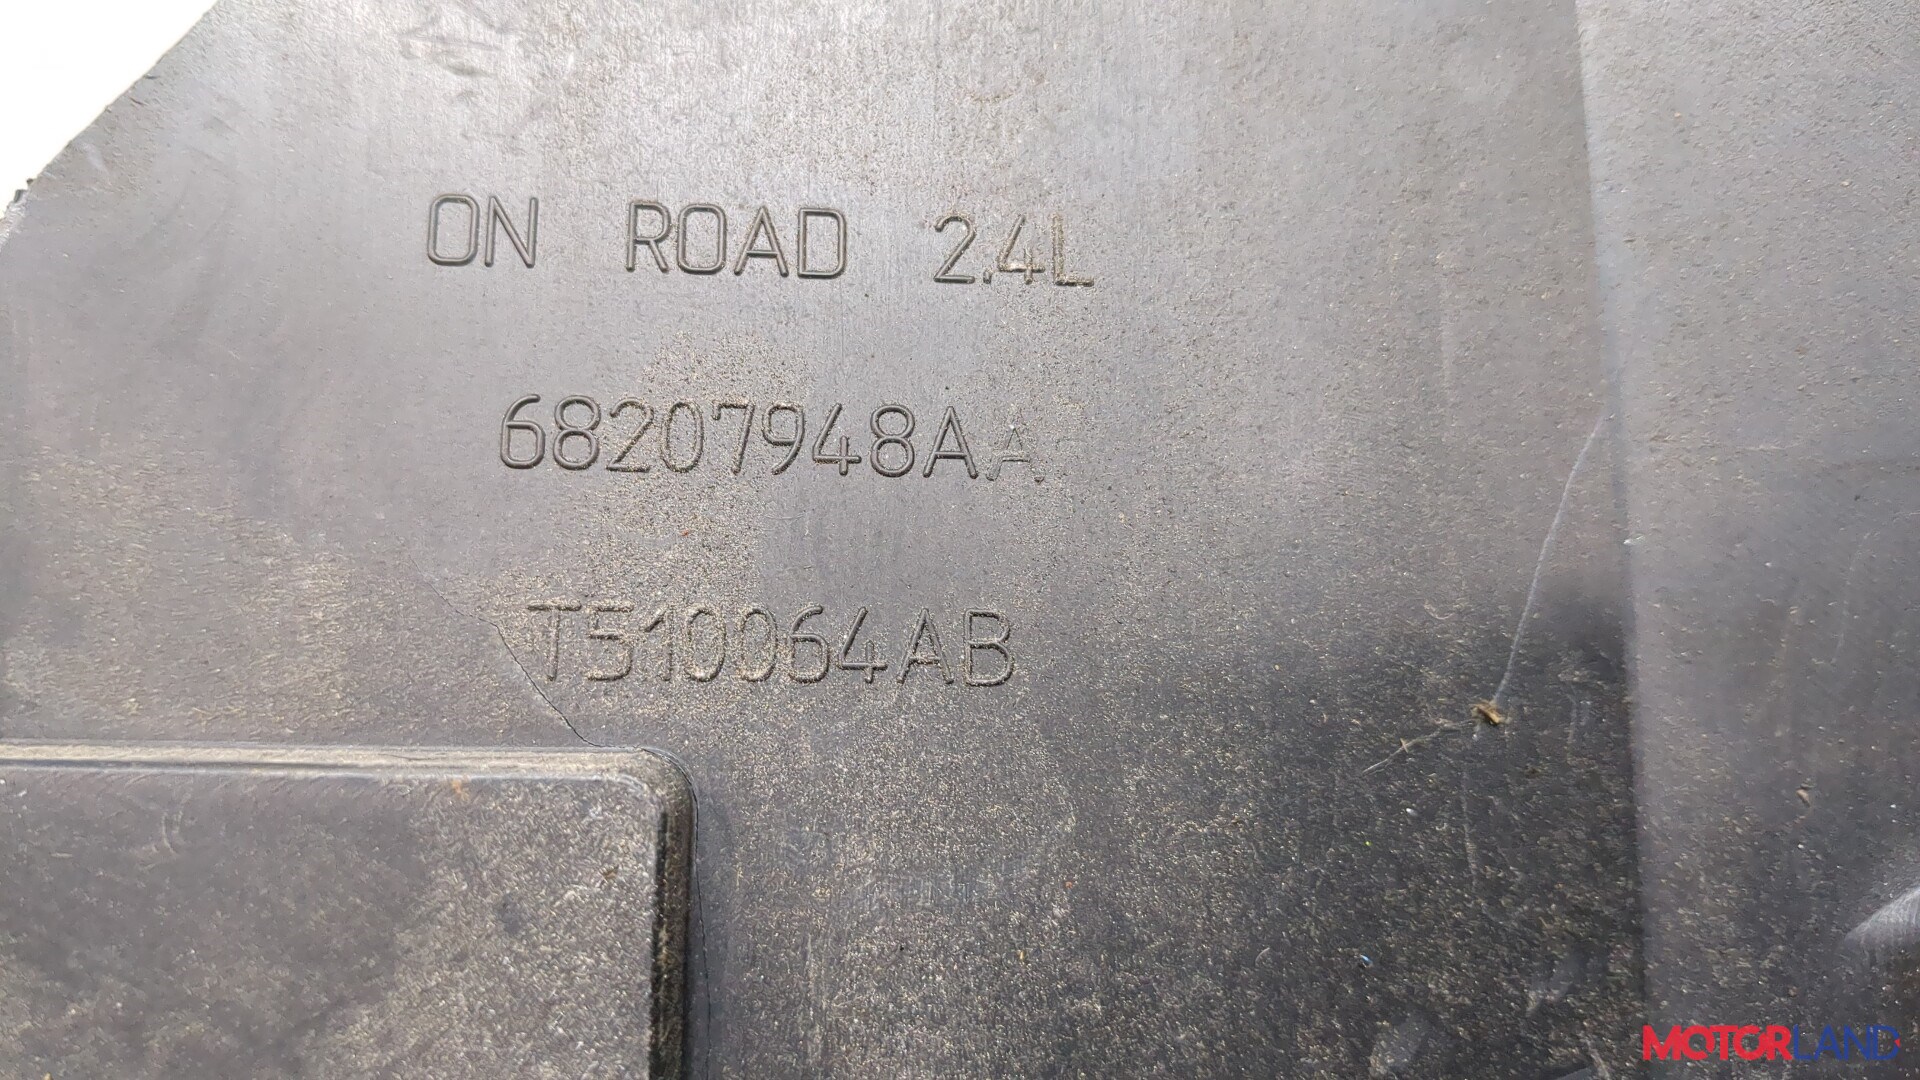 ON ROAD 2.4L
68207948AA
T510064AB
MOTORLAND